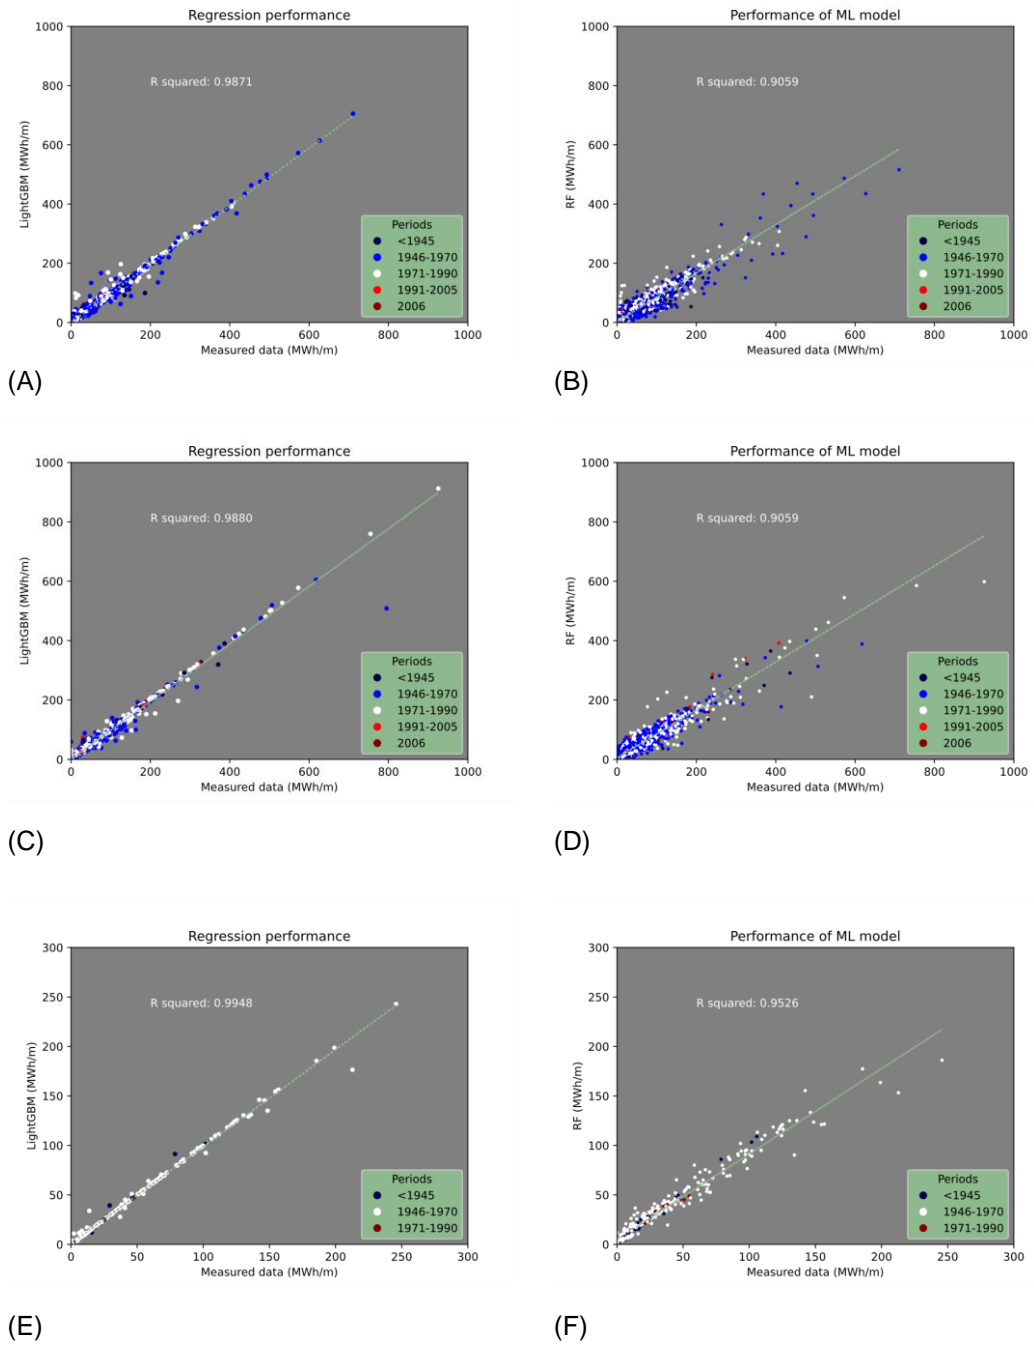 Regression performance
1000
800
600
400
200
0
LightGBM (MWh/m)
R squared: 0.9871
Periods
<1945
1946-1970
1971-1990
1991-2005
2006
0 200 400 600 800 1000
Measured data (MWh/m)
(A)
Performance of ML model
1000
800
600
400
200
0
RF (MWh/m)
R squared: 0.9059
Periods
<1945
1946-1970
1971-1990
1991-2005
2006
0 200 400 600 800 1000
Measured data (MWh/m)
(B)
Regression performance
1000
800
600
400
200
0
LightGBM (MWh/m)
R squared: 0.9880
Periods
<1945
1946-1970
1971-1990
1991-2005
2006
0 200 400 600 800 1000
Measured data (MWh/m)
(C)
Performance of ML model
1000
800
600
400
200
0
RF (MWh/m)
R squared: 0.9059
Periods
<1945
1946-1970
1971-1990
1991-2005
2006
0 200 400 600 800 1000
Measured data (MWh/m)
(D)
Regression performance
300
250
200
150
100
50
0
LightGBM (MWh/m)
R squared: 0.9948
Periods
<1945
1946-1970
1971-1990
0 50 100 150 200 250 300
Measured data (MWh/m)
(E)
Performance of ML model
300
250
200
150
100
50
0
RF (MWh/m)
R squared: 0.9526
Periods
<1945
1946-1970
1971-1990
0 50 100 150 200 250 300
Measured data (MWh/m)
(F)